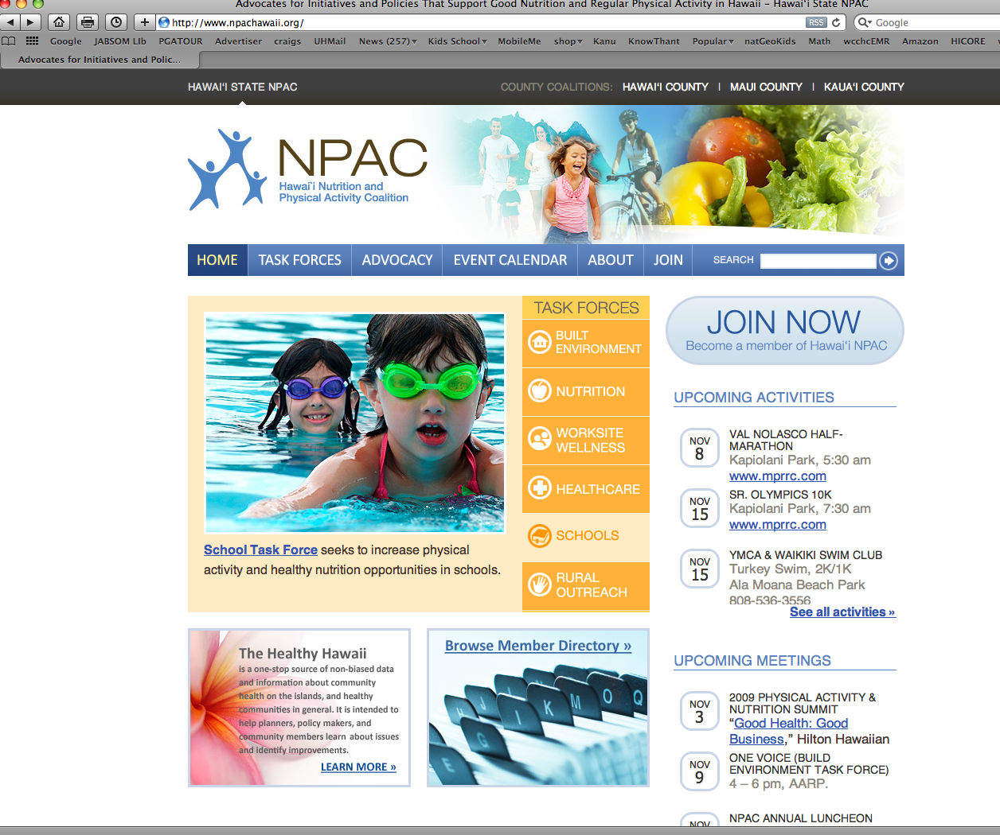 Advocates for Initiatives and Policies That Support Good Nutrition and Regular Physical Activity in Hawaii – Hawaiʻi State NPAC
http://www.npachawaii.org/
RSS
Google
Google JABSOM LIb PGATOUR Advertiser craigs UHMail News (257) Kids School MobileMe shop Kanu KnowThant Popular natGeoKids Math wcchcEMR Amazon HICORE
Advocates for Initiatives and Polic...
HAWAIʻI STATE NPAC
COUNTY COALITIONS: HAWAIʻI COUNTY | MAUI COUNTY | KAUAʻI COUNTY
NPAC
Hawai`i Nutrition and
Physical Activity Coalition
HOME TASK FORCES ADVOCACY EVENT CALENDAR ABOUT JOIN SEARCH
TASK FORCES
BUILT
ENVIRONMENT
NUTRITION
WORKSITE
WELLNESS
HEALTHCARE
SCHOOLS
RURAL
OUTREACH
School Task Force seeks to increase physical
activity and healthy nutrition opportunities in schools.
JOIN NOW
Become a member of Hawaiʻi NPAC
UPCOMING ACTIVITIES
NOV
8
VAL NOLASCO HALF-
MARATHON
Kapiolani Park, 5:30 am
www.mprrc.com
NOV
15
SR. OLYMPICS 10K
Kapiolani Park, 7:30 am
www.mprrc.com
NOV
15
YMCA & WAIKIKI SWIM CLUB
Turkey Swim, 2K/1K
Ala Moana Beach Park
808-536-3556
See all activities »
The Healthy Hawaii
is a one-stop source of non-biased data
and information about community
health on the islands, and healthy
communities in general. It is intended to
help planners, policy makers, and
community members learn about issues
and identify improvements.
LEARN MORE »
Browse Member Directory »
H J N K M O Q
E G
UPCOMING MEETINGS
NOV
3
2009 PHYSICAL ACTIVITY &
NUTRITION SUMMIT
“Good Health: Good
Business,” Hilton Hawaiian
NOV
9
ONE VOICE (BUILD
ENVIRONMENT TASK FORCE)
4 – 6 pm, AARP.
NOV
NPAC ANNUAL LUNCHEON